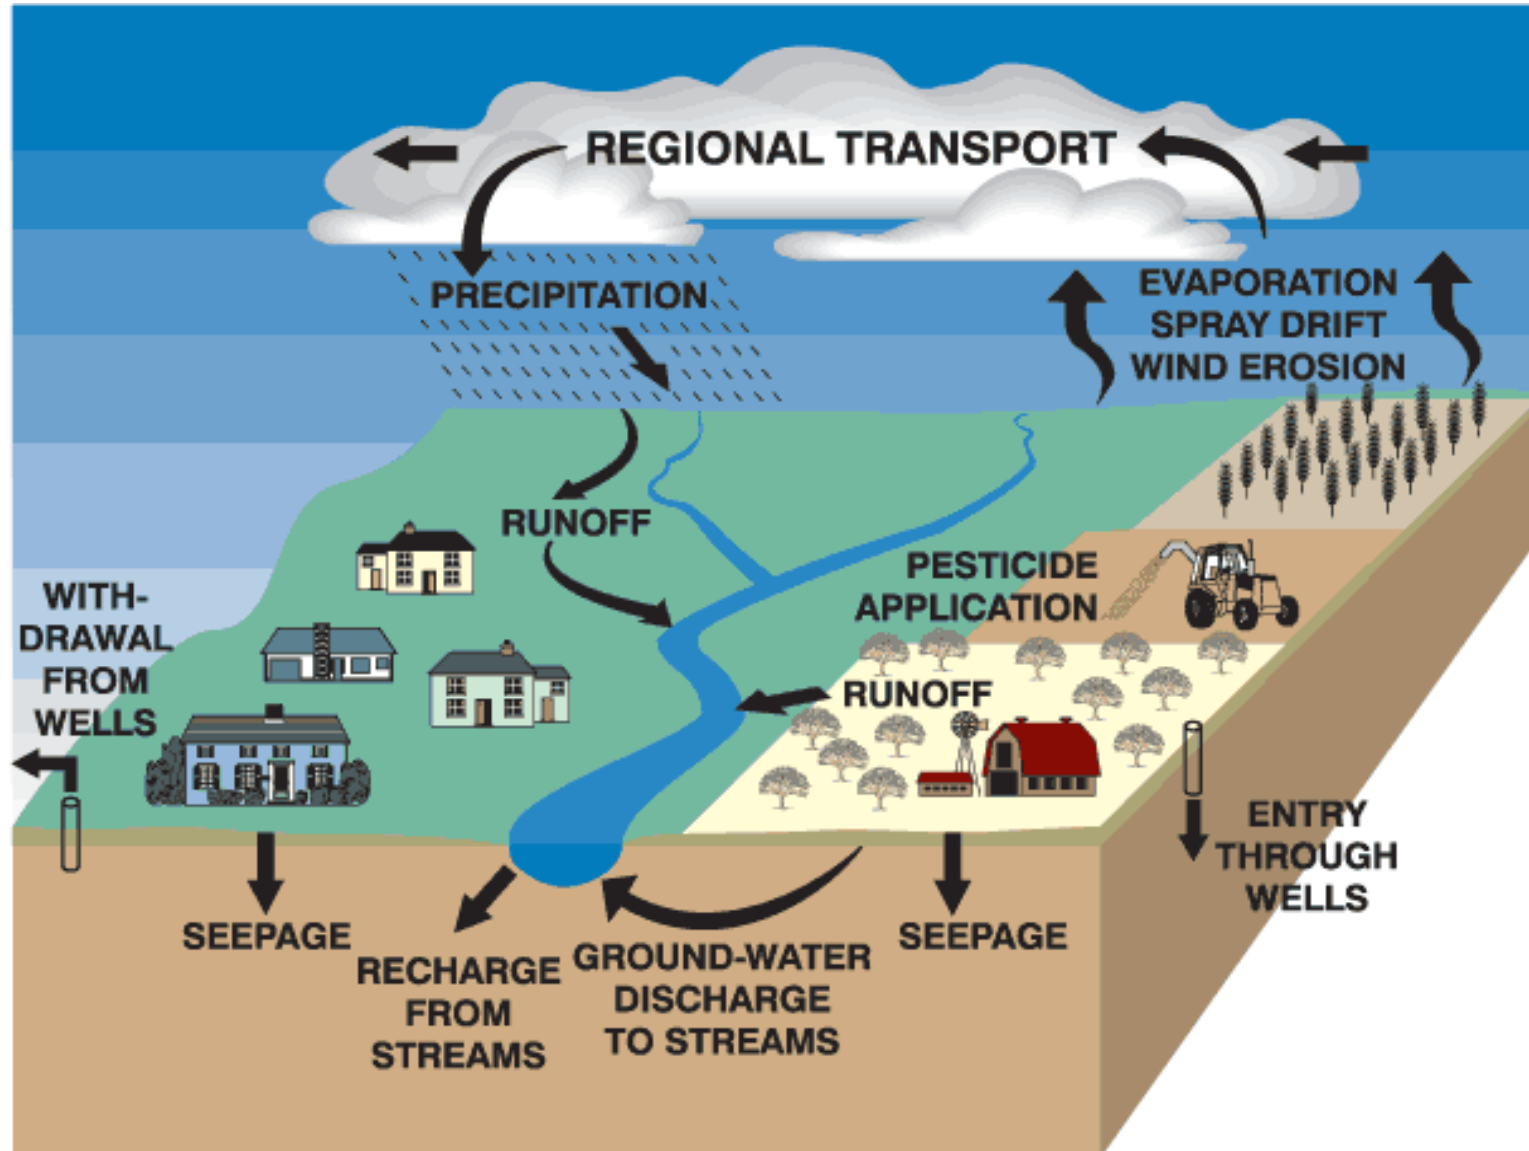 REGIONAL TRANSPORT
PRECIPITATION
EVAPORATION
SPRAY DRIFT
WIND EROSION
RUNOFF
PESTICIDE
APPLICATION
WITH-
DRAWAL
FROM
WELLS
RUNOFF
ENTRY
THROUGH
WELLS
SEEPAGE
RECHARGE
FROM
STREAMS
GROUND-WATER
DISCHARGE
TO STREAMS
SEEPAGE